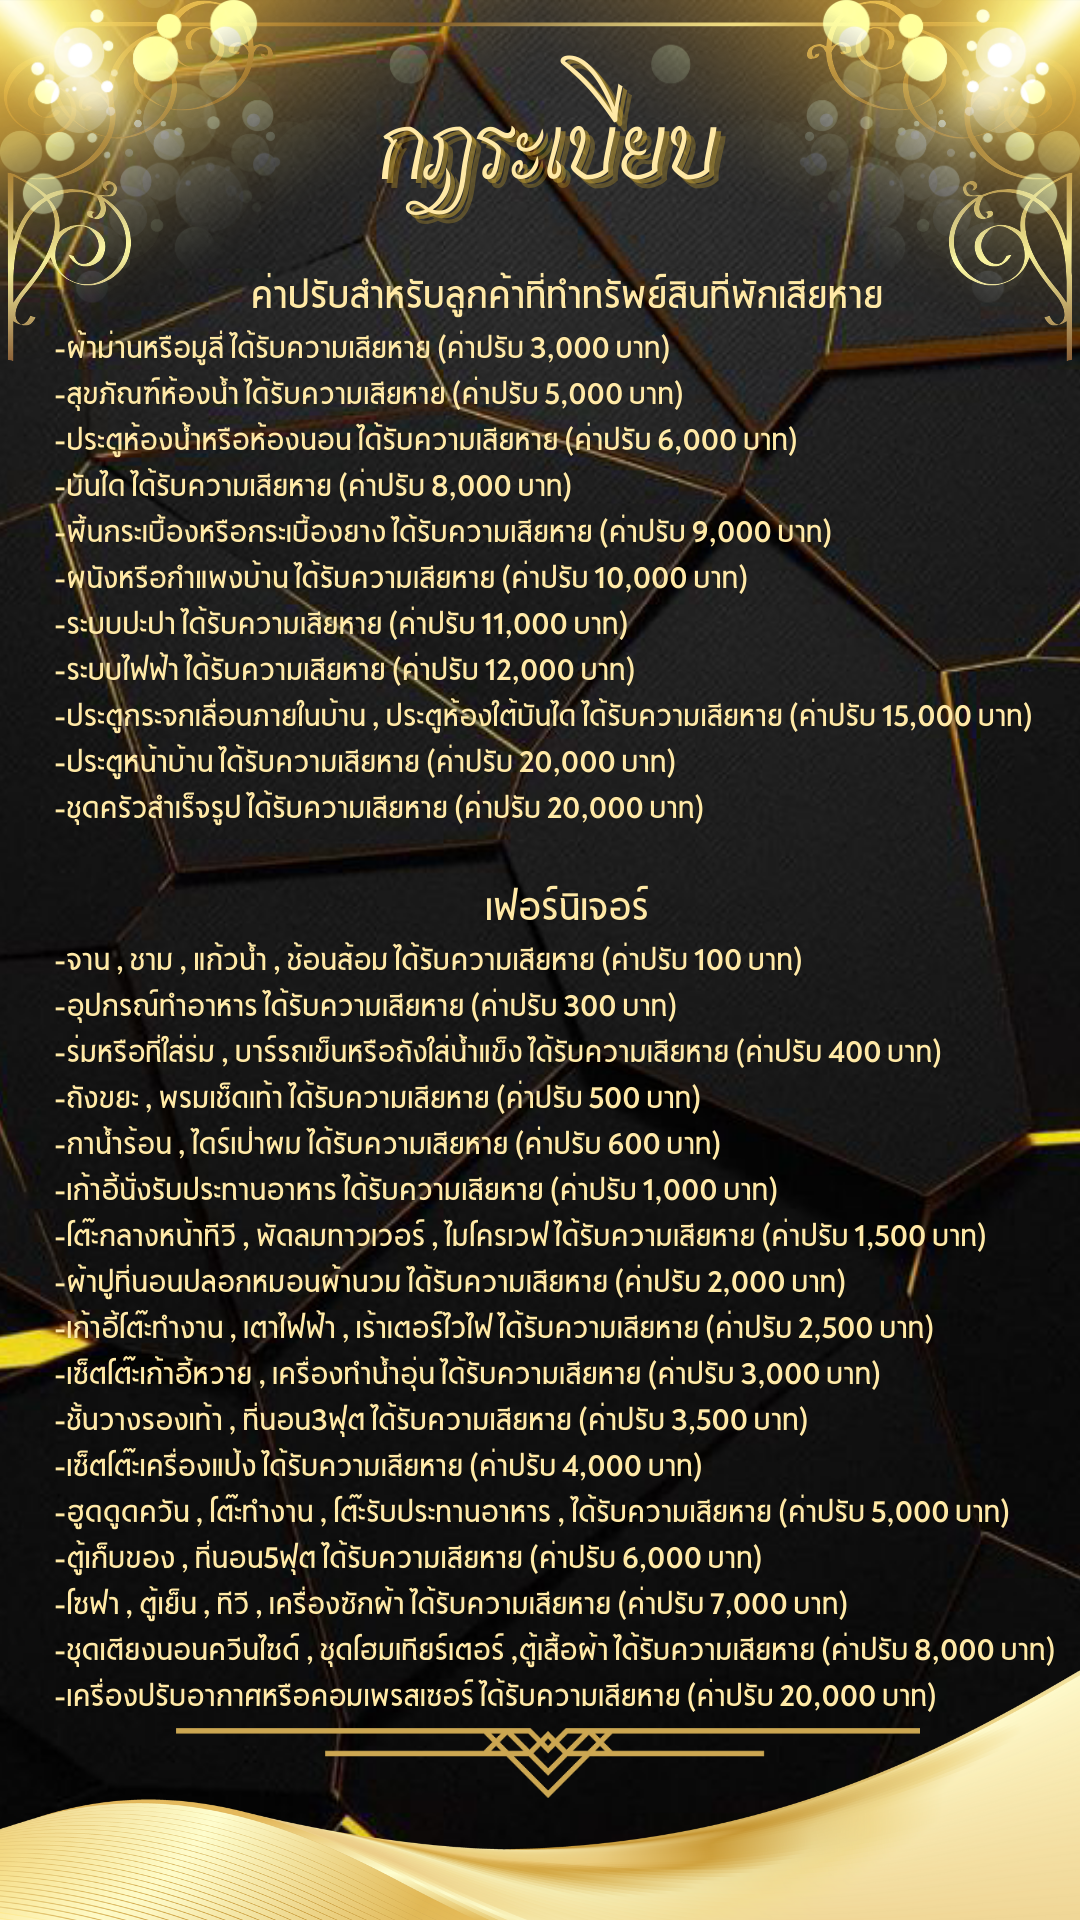 กฎระเบียบ
ค่าปรับสำหรับลูกค้าที่ทำทรัพย์สินที่พักเสียหาย
-ผ้าม่านหรือมูลี่ ได้รับความเสียหาย (ค่าปรับ 3,000 บาท)
-สุขภัณฑ์ห้องน้ำ ได้รับความเสียหาย (ค่าปรับ 5,000 บาท)
-ประตูห้องน้ำหรือห้องนอน ได้รับความเสียหาย (ค่าปรับ 6,000 บาท)
-บันได ได้รับความเสียหาย (ค่าปรับ 8,000 บาท)
-พื้นกระเบื้องหรือกระเบื้องยาง ได้รับความเสียหาย (ค่าปรับ 9,000 บาท)
-ผนังหรือกำแพงบ้าน ได้รับความเสียหาย (ค่าปรับ 10,000 บาท)
-ระบบปะปา ได้รับความเสียหาย (ค่าปรับ 11,000 บาท)
-ระบบไฟฟ้า ได้รับความเสียหาย (ค่าปรับ 12,000 บาท)
-ประตูกระจกเลื่อนภายในบ้าน , ประตูห้องใต้บันได ได้รับความเสียหาย (ค่าปรับ 15,000 บาท)
-ประตูหน้าบ้าน ได้รับความเสียหาย (ค่าปรับ 20,000 บาท)
-ชุดครัวสำเร็จรูป ได้รับความเสียหาย (ค่าปรับ 20,000 บาท)
เฟอร์นิเจอร์
-จาน , ชาม , แก้วน้ำ , ช้อนส้อม ได้รับความเสียหาย (ค่าปรับ 100 บาท)
-อุปกรณ์ทำอาหาร ได้รับความเสียหาย (ค่าปรับ 300 บาท)
-ร่มหรือที่ใส่ร่ม , บาร์รถเข็นหรือถังใส่น้ำแข็ง ได้รับความเสียหาย (ค่าปรับ 400 บาท)
-ถังขยะ , พรมเช็ดเท้า ได้รับความเสียหาย (ค่าปรับ 500 บาท)
-กาน้ำร้อน , ไดร์เป่าผม ได้รับความเสียหาย (ค่าปรับ 600 บาท)
-เก้าอี้นั่งรับประทานอาหาร ได้รับความเสียหาย (ค่าปรับ 1,000 บาท)
-โต๊ะกลางหน้าทีวี , พัดลมทาวเวอร์ , ไมโครเวฟ ได้รับความเสียหาย (ค่าปรับ 1,500 บาท)
-ผ้าปูที่นอนปลอกหมอนผ้านวม ได้รับความเสียหาย (ค่าปรับ 2,000 บาท)
-เก้าอี้โต๊ะทำงาน , เตาไฟฟ้า , เร้าเตอร์ไวไฟ ได้รับความเสียหาย (ค่าปรับ 2,500 บาท)
-เซ็ตโต๊ะเก้าอี้หวาย , เครื่องทำน้ำอุ่น ได้รับความเสียหาย (ค่าปรับ 3,000 บาท)
-ชั้นวางรองเท้า , ที่นอน3ฟุต ได้รับความเสียหาย (ค่าปรับ 3,500 บาท)
-เซ็ตโต๊ะเครื่องแป้ง ได้รับความเสียหาย (ค่าปรับ 4,000 บาท)
-ฮูดดูดควัน , โต๊ะทำงาน , โต๊ะรับประทานอาหาร , ได้รับความเสียหาย (ค่าปรับ 5,000 บาท)
-ตู้เก็บของ , ที่นอน5ฟุต ได้รับความเสียหาย (ค่าปรับ 6,000 บาท)
-โซฟา , ตู้เย็น , ทีวี , เครื่องซักผ้า ได้รับความเสียหาย (ค่าปรับ 7,000 บาท)
-ชุดเตียงนอนควีนไซด์ , ชุดโฮมเทียร์เตอร์ ,ตู้เสื้อผ้า ได้รับความเสียหาย (ค่าปรับ 8,000 บาท)
-เครื่องปรับอากาศหรือคอมเพรสเซอร์ ได้รับความเสียหาย (ค่าปรับ 20,000 บาท)